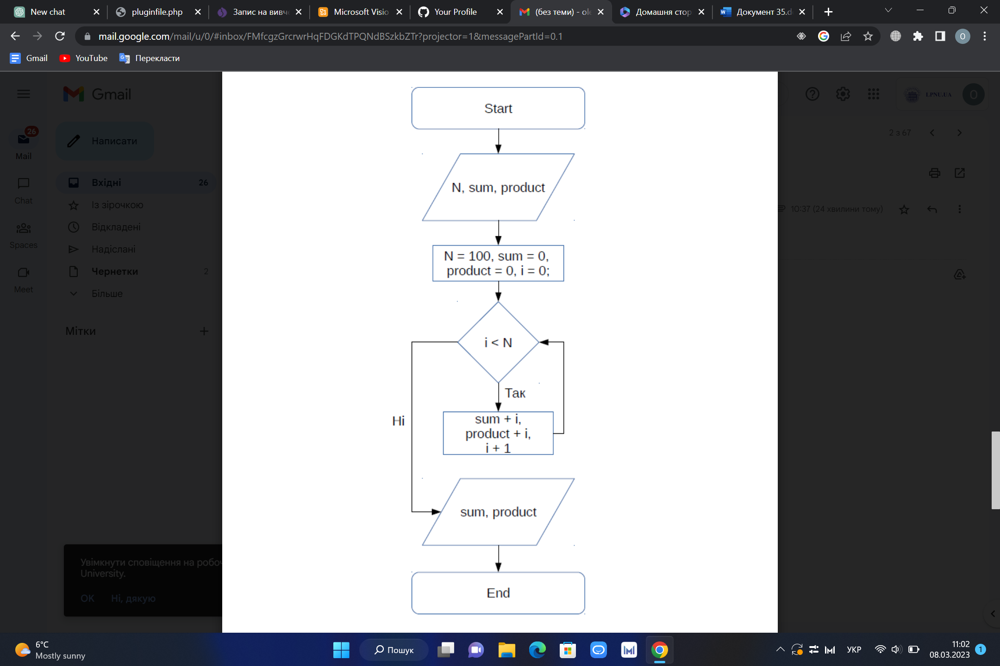 New chat
pluginfile.php
Запис на вивч
Microsoft Visio
Your Profile
(без теми) - ole
Домашня стор
Документ 35.d
mail.google.com/mail/u/0/#inbox/FMfcgzGrcrwrHqFDGKdTPQNdBSzkbZTr?projector=1&messagePartId=0.1
O
Gmail
YouTube
Перекласти
Gmail
LPNU.UA
O
26
Mail
Написати
2 з 67
Вхідні 26
Chat
Із зірочкою
10:37 (24 хвилини тому)
Відкладені
Spaces
Надіслані
Чернетки 2
Meet
Більше
Мітки
Start
N, sum, product
N = 100, sum = 0,
product = 0, i = 0;
i < N
Так
Ні
sum + i,
product + i,
i + 1
sum, product
End
Увімкнути сповіщення на робо
University.
OK Ні, дякую
6°C
Mostly sunny
Пошук
УКР
11:02
08.03.2023
1